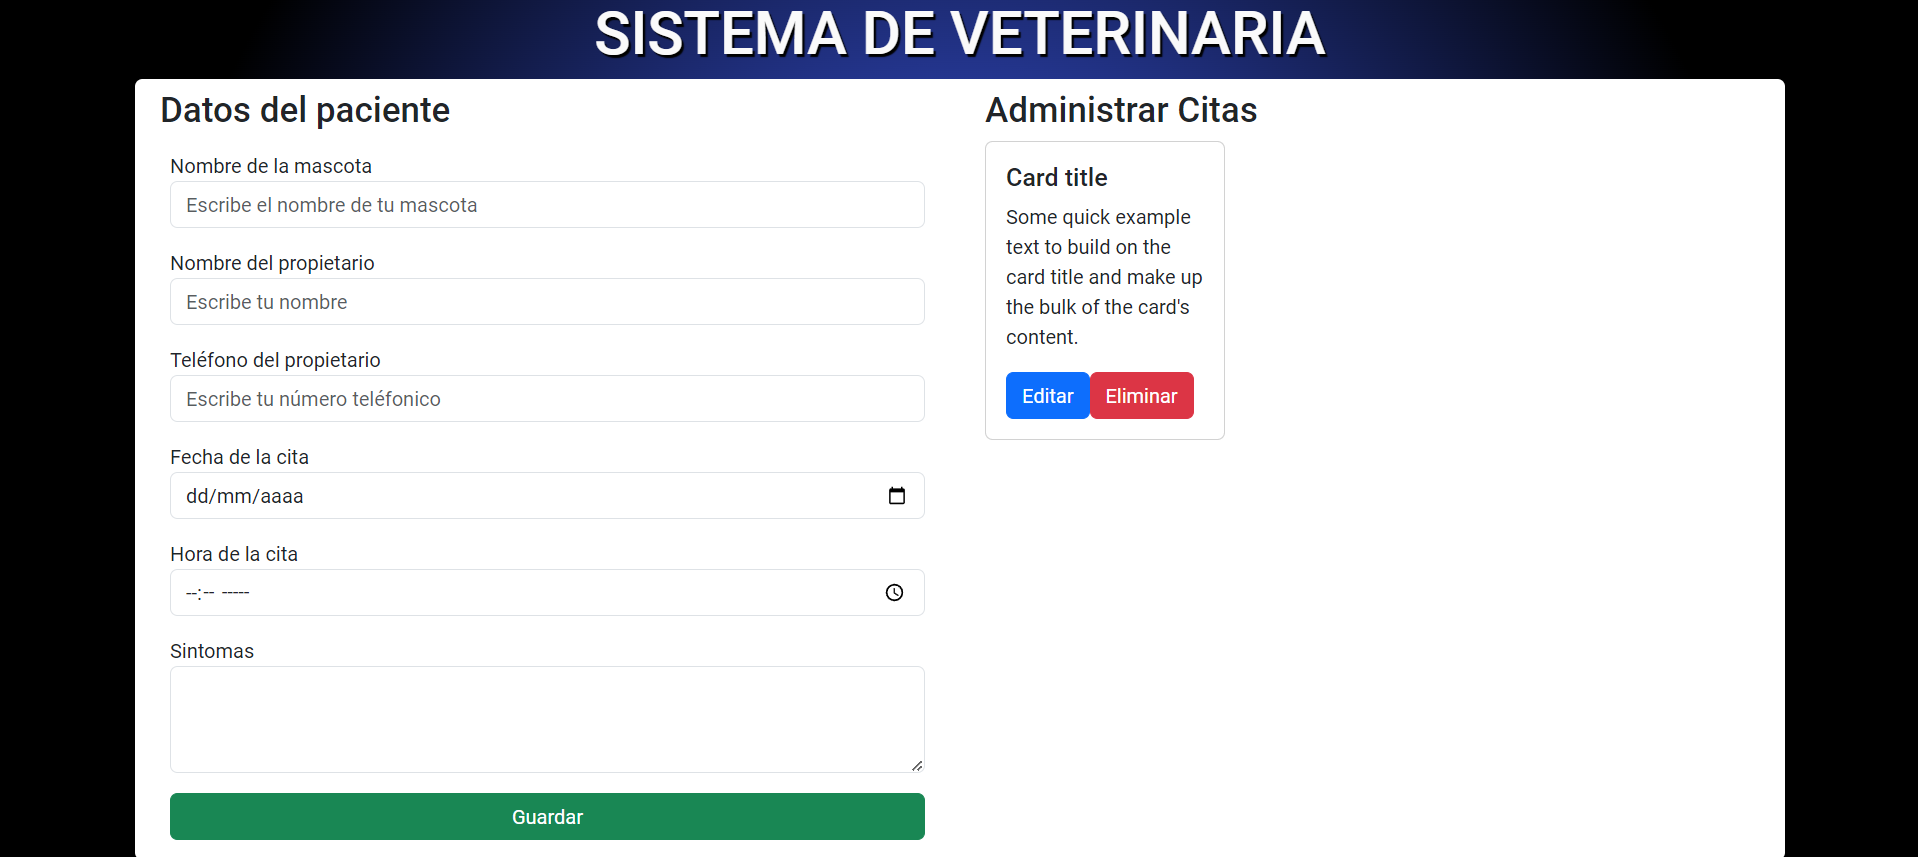 SISTEMA DE VETERINARIA
Datos del paciente
Nombre de la mascota
Escribe el nombre de tu mascota
Nombre del propietario
Escribe tu nombre
Teléfono del propietario
Escribe tu número teléfonico
Fecha de la cita
dd/mm/aaaa
Hora de la cita
--:-- -----
Sintomas
Guardar
Administrar Citas
Card title
Some quick example
text to build on the
card title and make up
the bulk of the card's
content.
Editar Eliminar